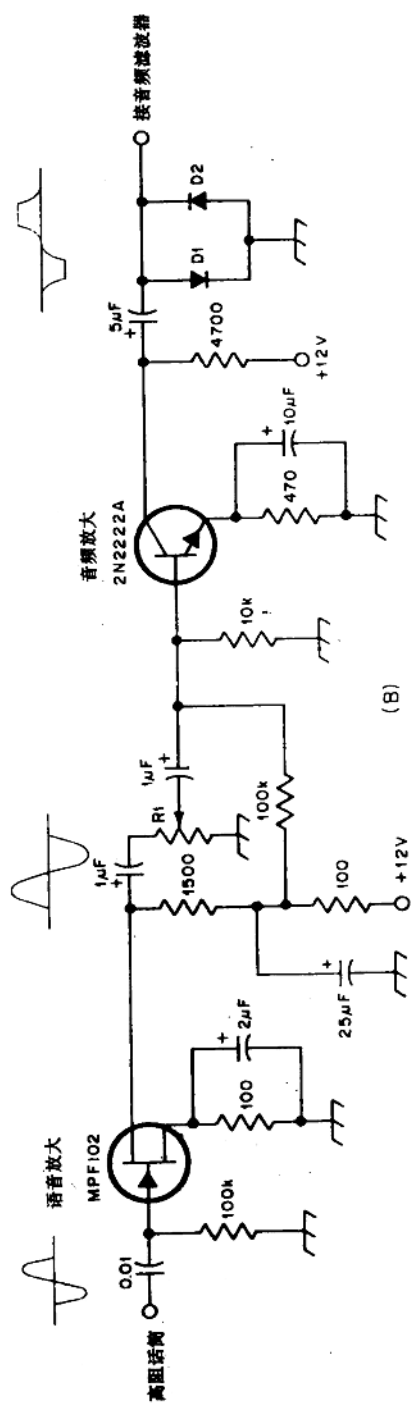 高阻话筒
0.01
语音放大
MPF102
100k
100
+
2μF
+
1μF
1500
R1
1μF
+
25μF
+
100
+12V
100k
音频放大
2N2222A
10k
470
+
10μF
5μF
+
4700
+12V
D1
D2
接音频滤波器
(B)